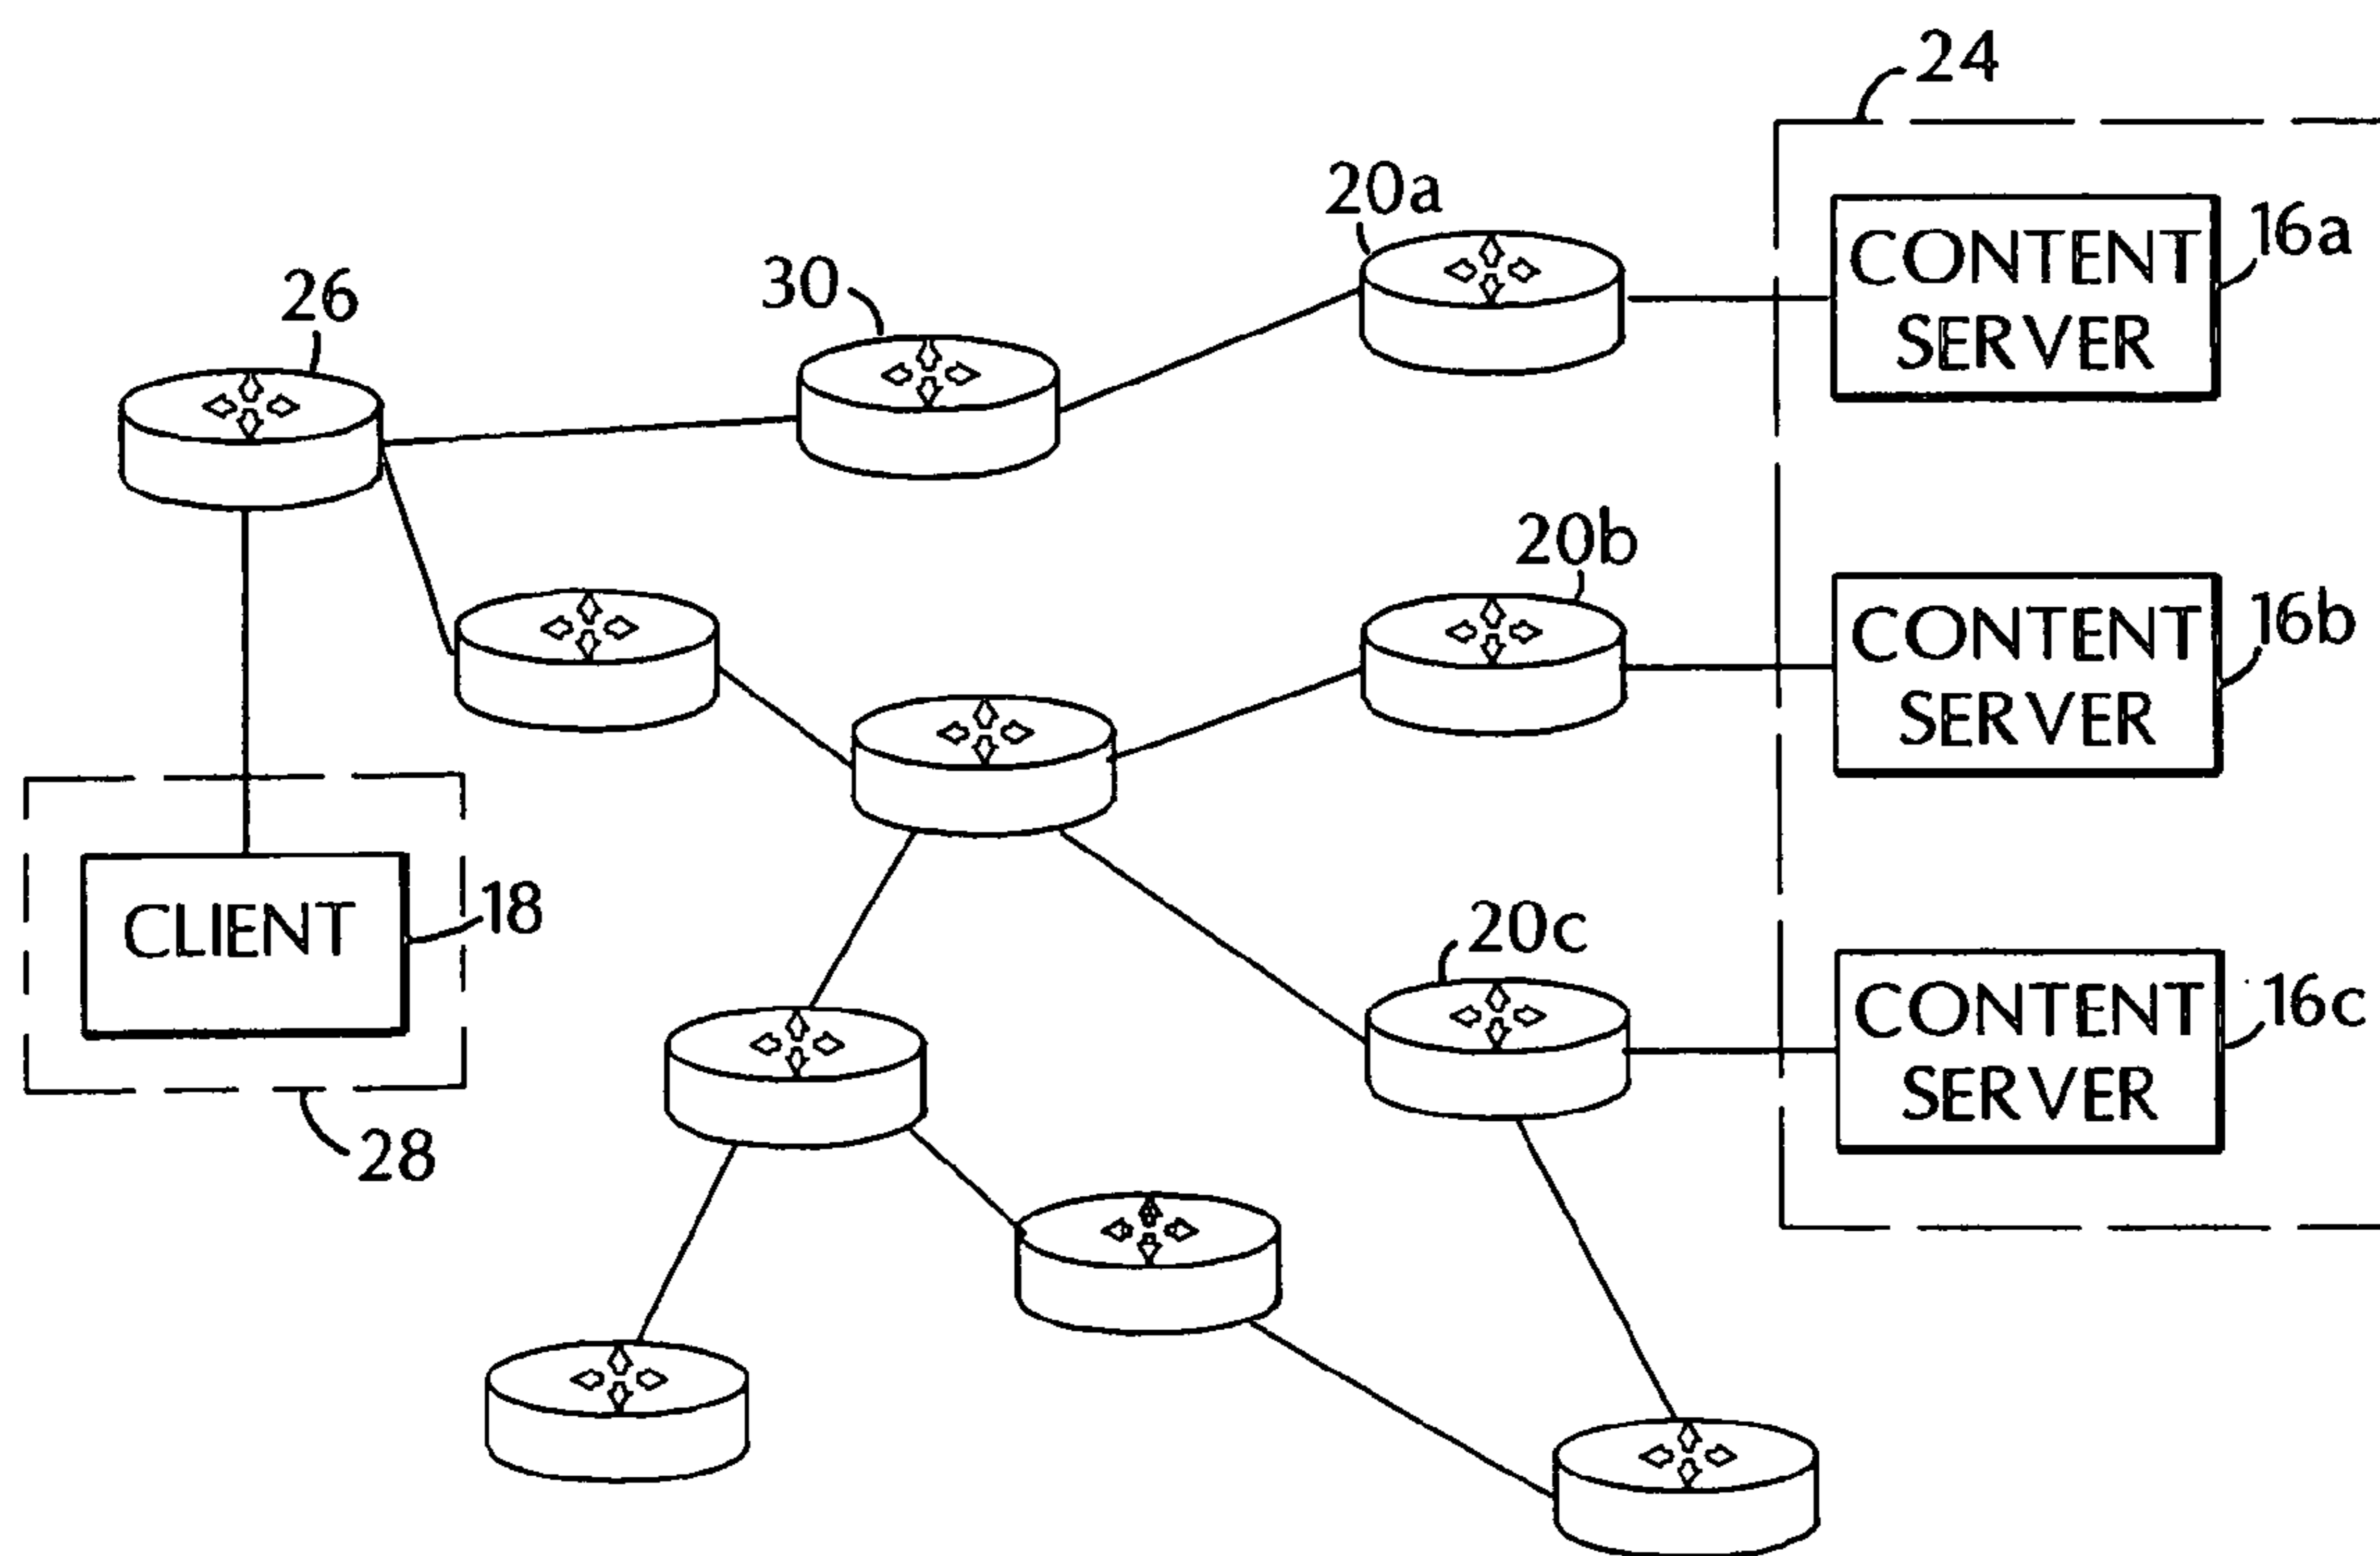 24
20a
CONTENT
SERVER
16a
30
26
20b
CONTENT
SERVER
16b
CLIENT
18
20c
CONTENT
SERVER
16c
28